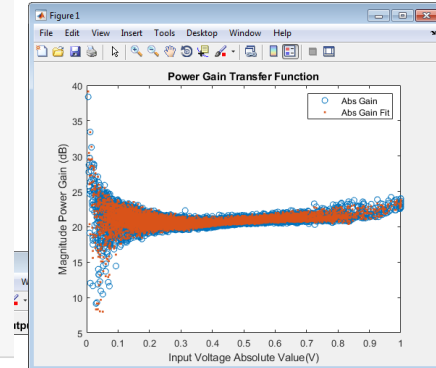 Figure 1
File Edit View Insert Tools Desktop Window Help
Power Gain Transfer Function
Abs Gain
Abs Gain Fit
Magnitude Power Gain (dB)
40
35
30
25
20
15
10
5
0 0.1 0.2 0.3 0.4 0.5 0.6 0.7 0.8 0.9 1
Input Voltage Absolute Value(V)